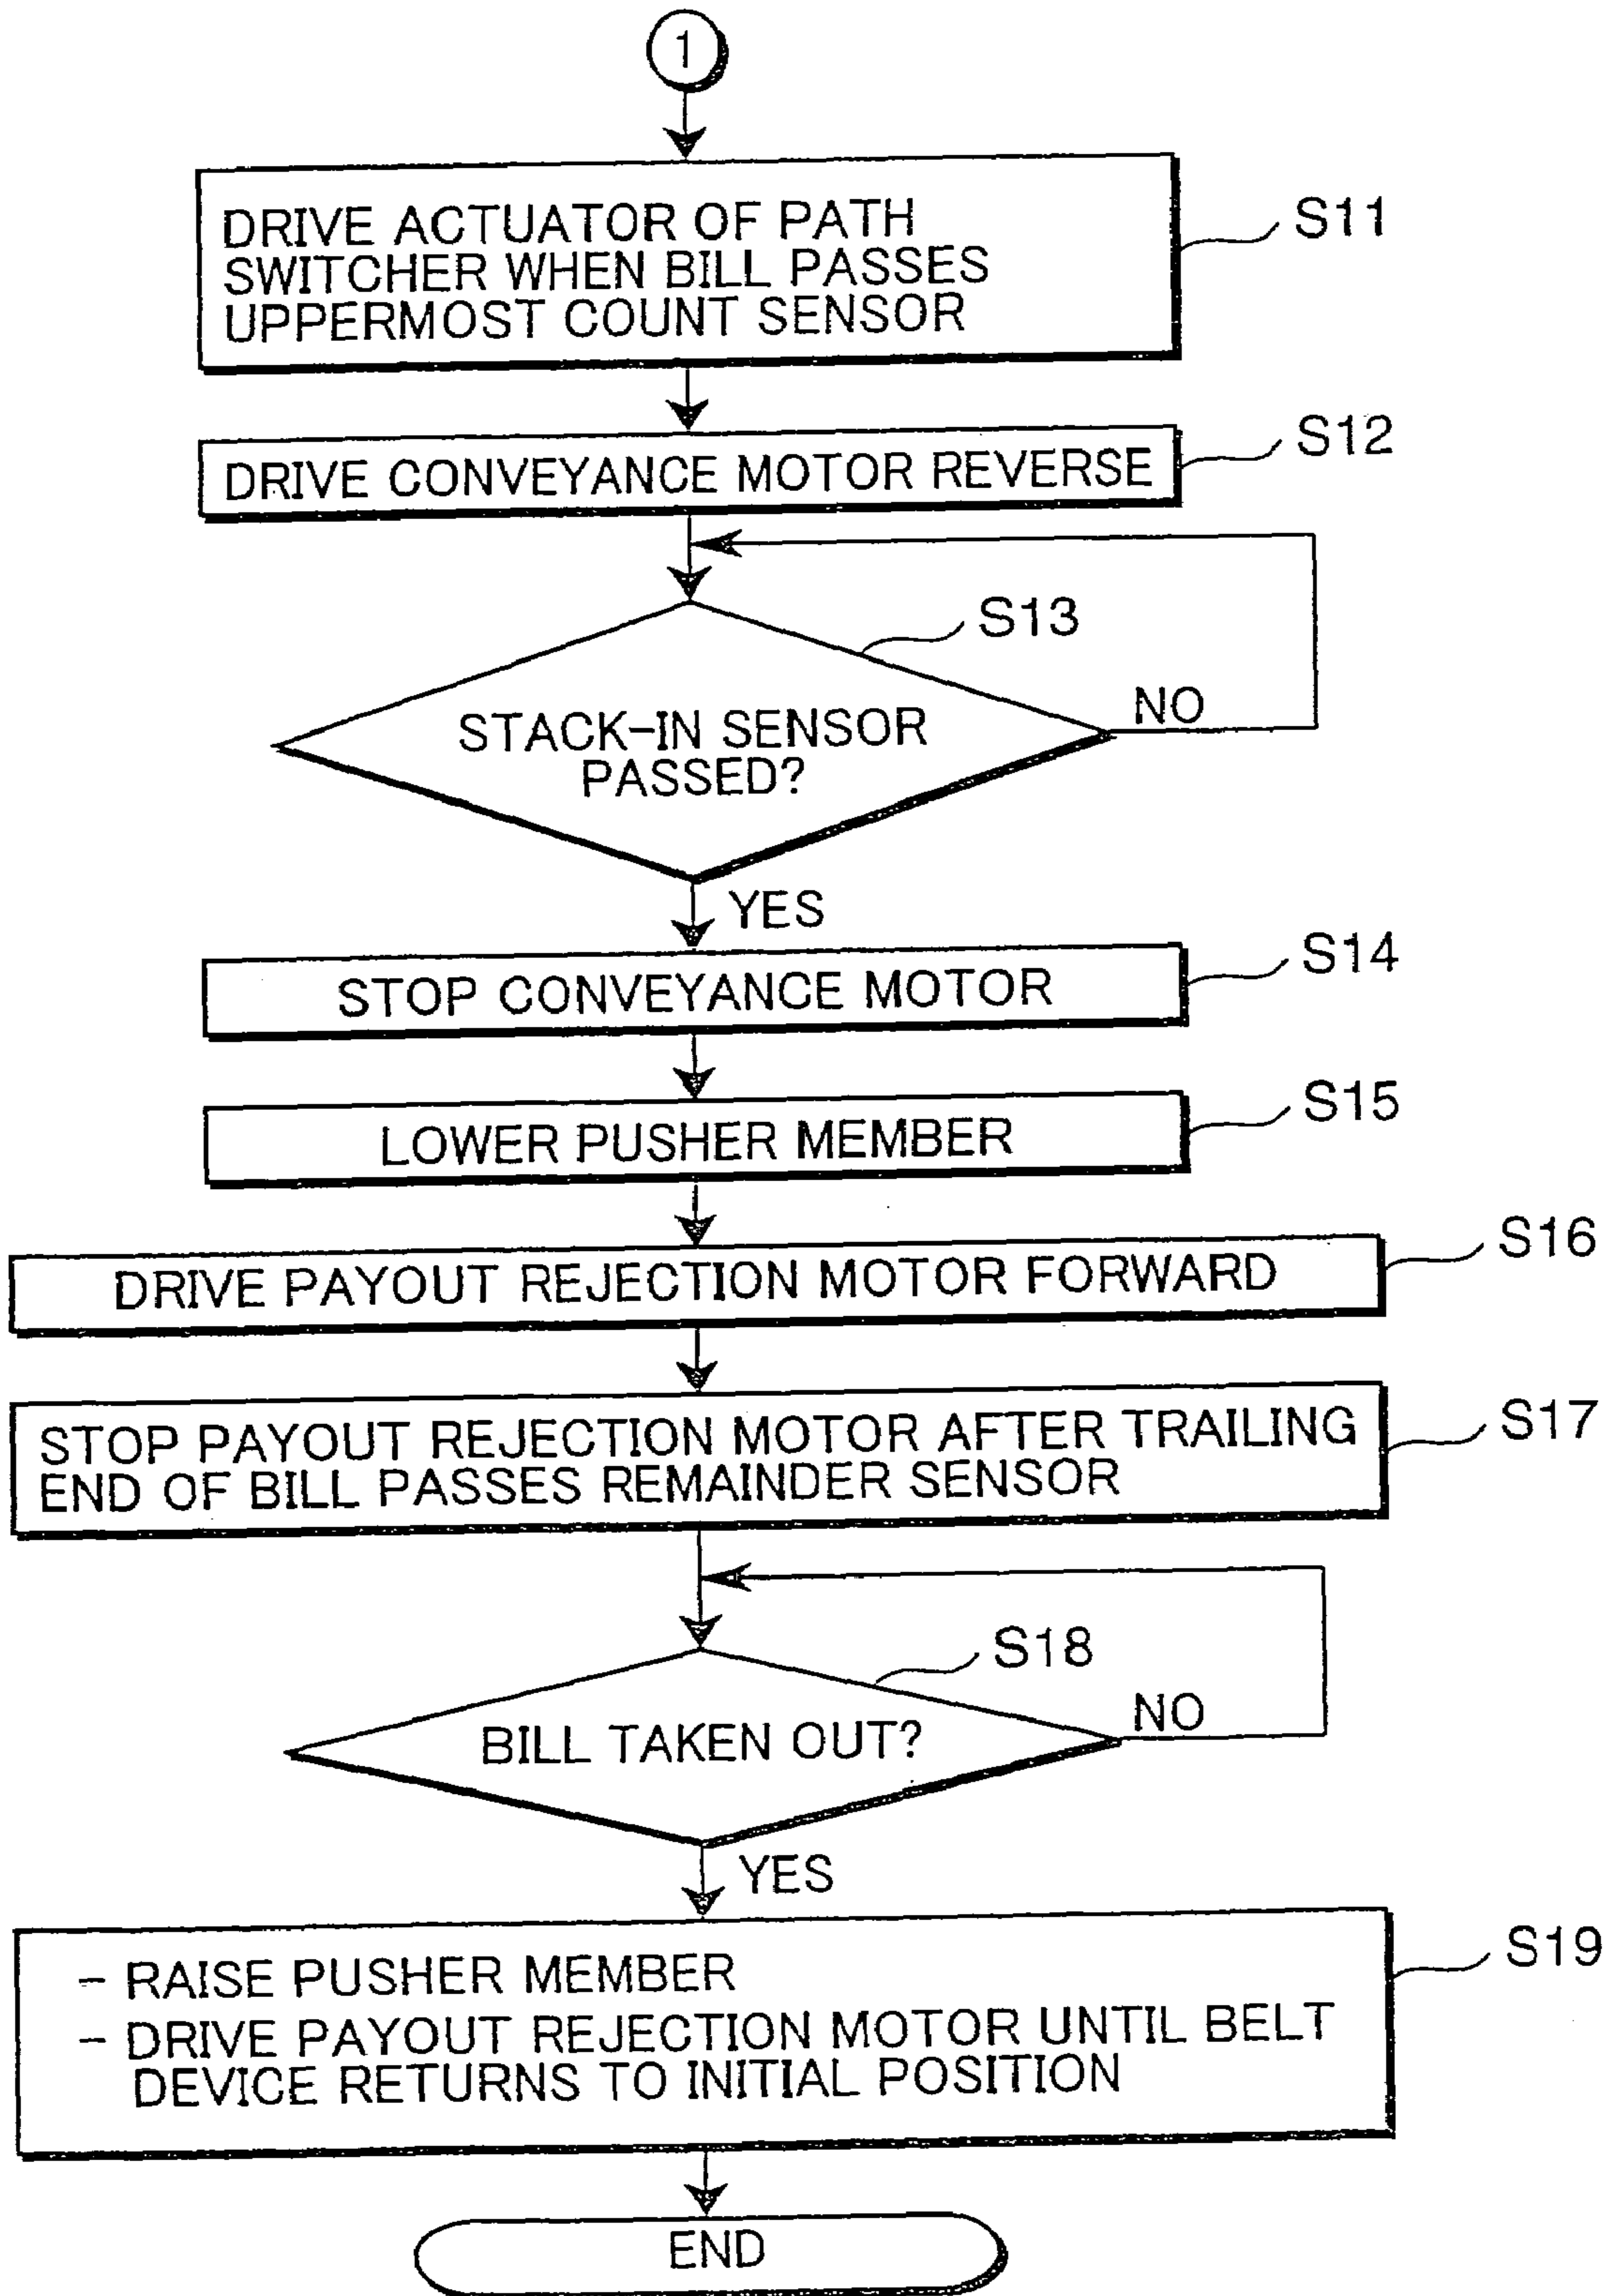 1
DRIVE ACTUATOR OF PATH
SWITCHER WHEN BILL PASSES
UPPERMOST COUNT SENSOR
S11
DRIVE CONVEYANCE MOTOR REVERSE
S12
S13
STACK-IN SENSOR
PASSED?
NO
YES
STOP CONVEYANCE MOTOR
S14
LOWER PUSHER MEMBER
S15
DRIVE PAYOUT REJECTION MOTOR FORWARD
S16
STOP PAYOUT REJECTION MOTOR AFTER TRAILING
END OF BILL PASSES REMAINDER SENSOR
S17
S18
BILL TAKEN OUT?
NO
YES
- RAISE PUSHER MEMBER
- DRIVE PAYOUT REJECTION MOTOR UNTIL BELT
DEVICE RETURNS TO INITIAL POSITION
S19
END